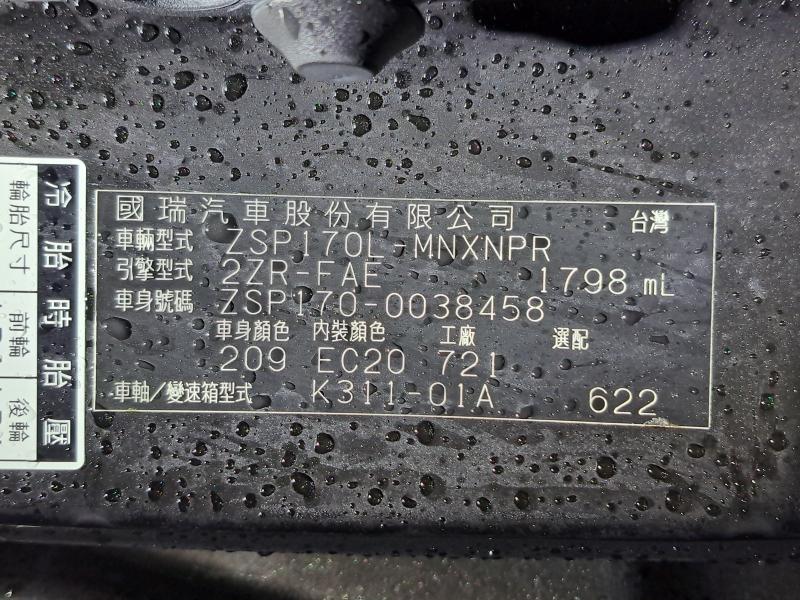 國瑞汽車股份有限公司 台灣
車輛型式 ZSP170L-MNXNPR
引擎型式 2ZR-FAE 1798 mL
車身號碼 ZSP170-0038458
車身顏色 內裝顏色 工廠 選配
209 EC20 721
車軸/變速箱型式 K311-01A 622
冷胎時胎壓
輪胎尺寸
前輪
後輪